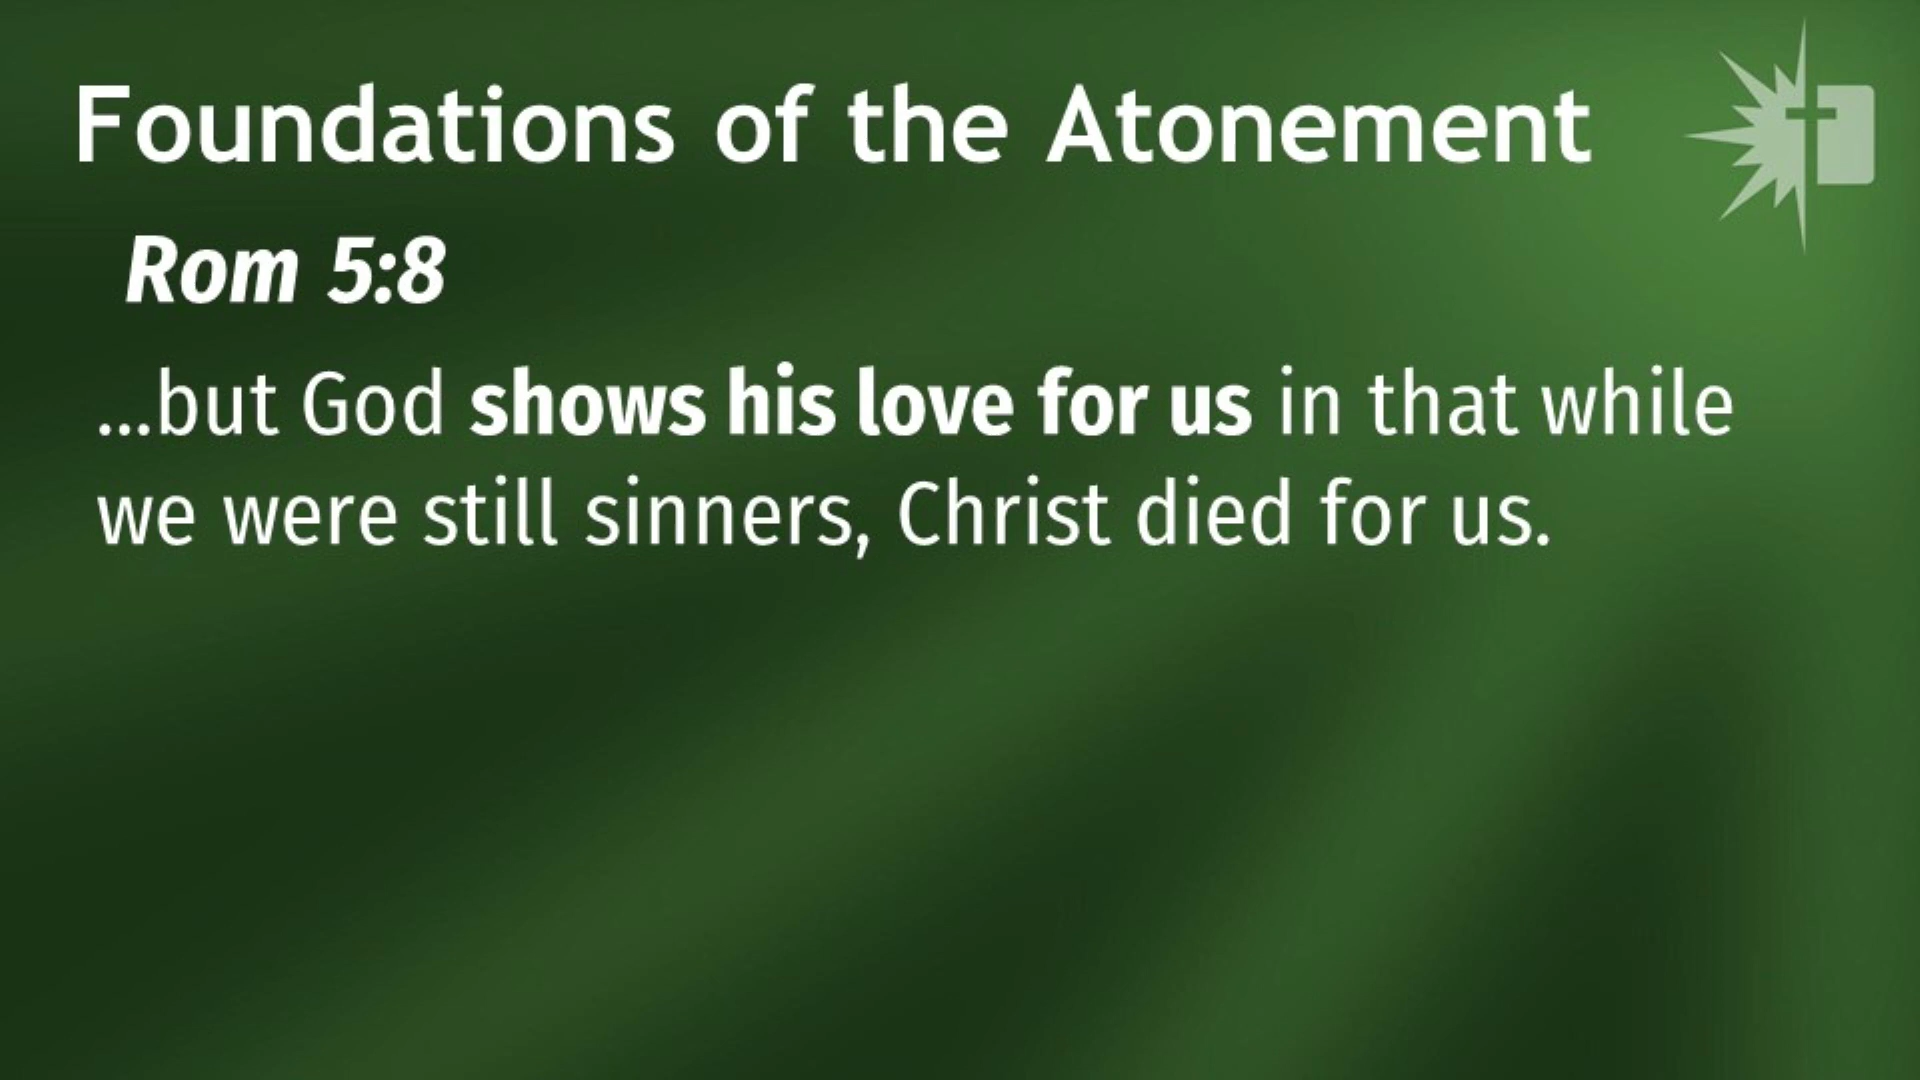 Foundations of the Atonement
Rom 5:8
...but God shows his love for us in that while
we were still sinners, Christ died for us.